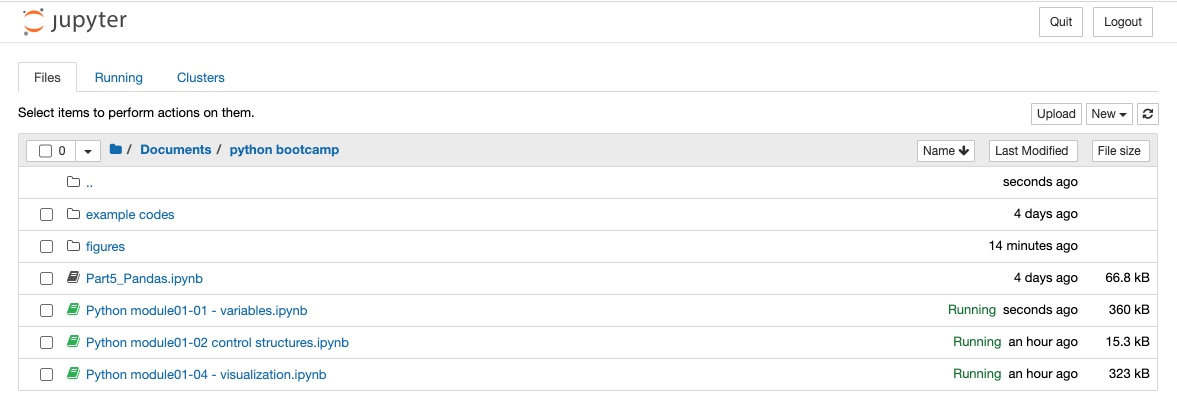 jupyter Quit Logout
Files Running Clusters
Select items to perform actions on them. Upload New
0 / Documents / python bootcamp Name Last Modified File size
.. seconds ago
example codes 4 days ago
figures 14 minutes ago
Part5_Pandas.ipynb 4 days ago 66.8 kB
Python module01-01 - variables.ipynb Running seconds ago 360 kB
Python module01-02 control structures.ipynb Running an hour ago 15.3 kB
Python module01-04 - visualization.ipynb Running an hour ago 323 kB